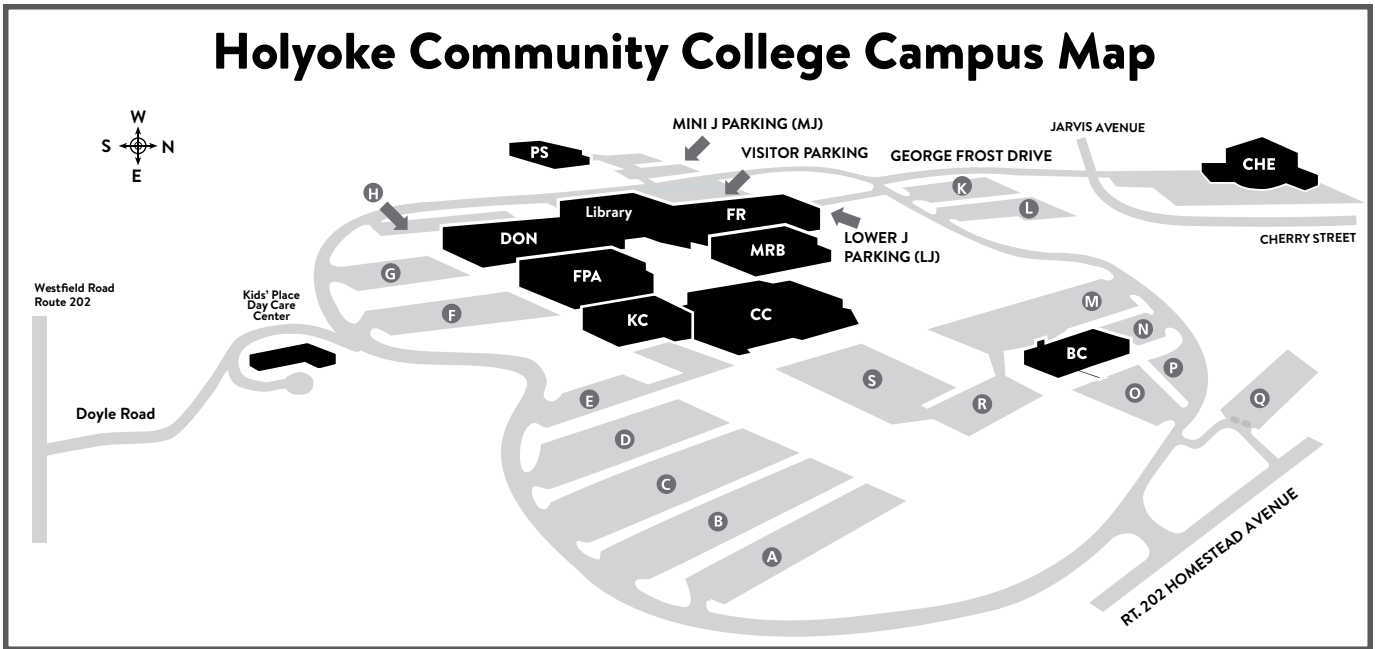 Holyoke Community College Campus Map
W
S
N
E
MINI J PARKING (MJ)
VISITOR PARKING
GEORGE FROST DRIVE
JARVIS AVENUE
CHERRY STREET
LOWER J
PARKING (LJ)
PS
CHE
K
L
H
Library
FR
DON
MRB
G
FPA
F
KC
CC
M
N
BC
P
O
Q
S
R
E
D
C
B
A
Westfield Road
Route 202
Kids' Place
Day Care
Center
Doyle Road
RT. 202 HOMESTEAD AVENUE